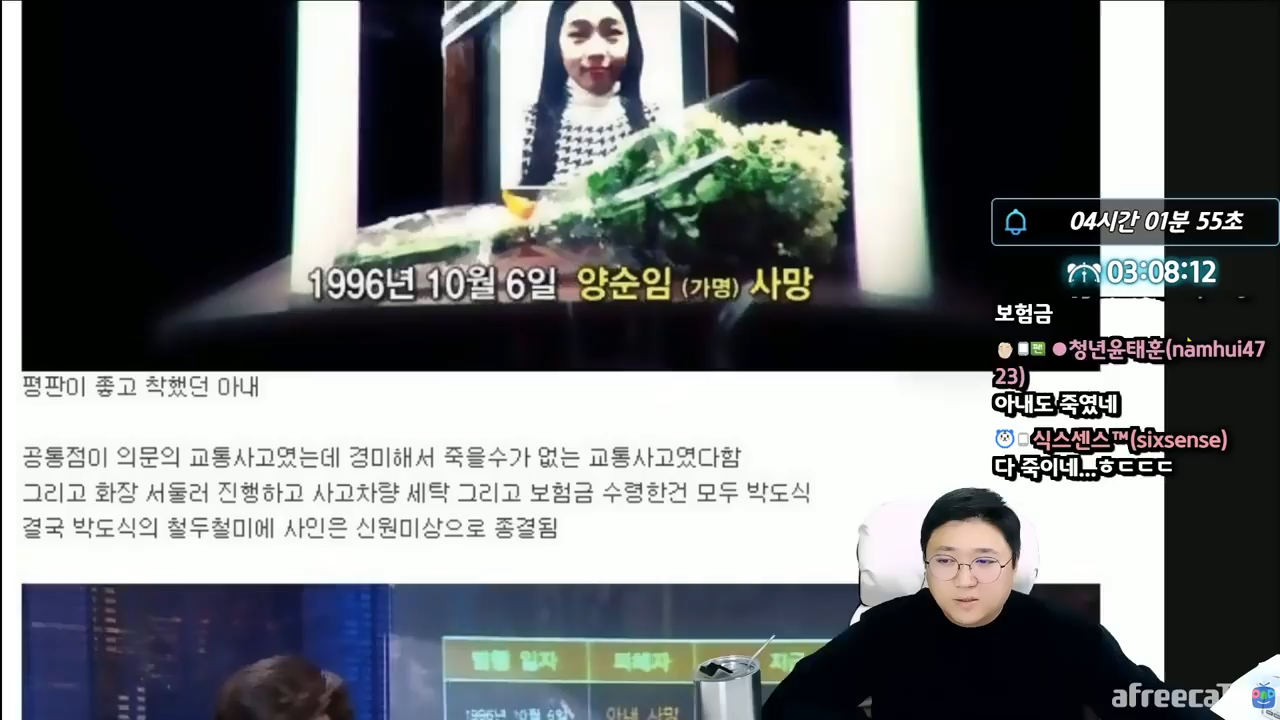 1996년 10월 6일 양순임 (가명) 사망
평판이 좋고 착했던 아내
공통점이 의문의 교통사고였는데 경미해서 죽을수가 없는 교통사고였다함
그리고 화장 서둘러 진행하고 사고차량 세탁 그리고 보험금 수령한건 모두 박도식
결국 박도식의 철두철미에 사인은 신원미상으로 종결됨
범행 일자 피해자
1996년 10월 6일 아내 사망
04시간 01분 55초
03:08:12
보험금
청년윤태훈(namhui47
23)
아내도 죽였네
식스센스™(sixsense)
다 죽이네...ㅎㄷㄷㄷ
afreeca